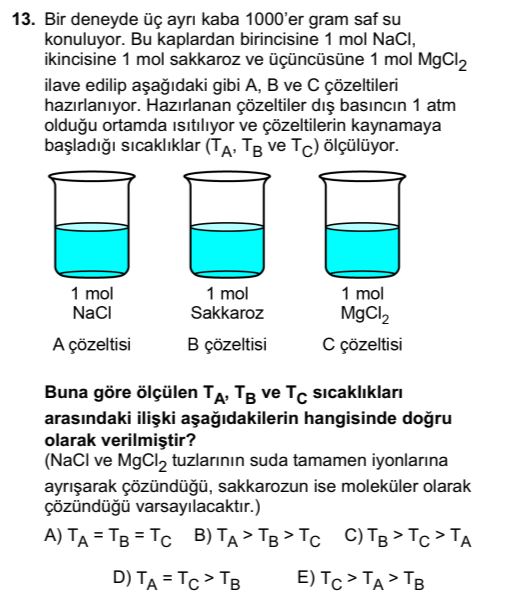 13. Bir deneyde üç ayrı kaba 1000'er gram saf su
konuluyor. Bu kaplardan birincisine 1 mol NaCl,
ikincisine 1 mol sakkaroz ve üçüncüsüne 1 mol MgCl₂
ilave edilip aşağıdaki gibi A, B ve C çözeltileri
hazırlanıyor. Hazırlanan çözeltiler dış basıncın 1 atm
olduğu ortamda ısıtılıyor ve çözeltilerin kaynamaya
başladığı sıcaklıklar (T_A, T_B ve T_C) ölçülüyor.
1 mol 1 mol 1 mol
NaCl Sakkaroz MgCl₂
A çözeltisi B çözeltisi C çözeltisi
Buna göre ölçülen T_A, T_B ve T_C sıcaklıkları
arasındaki ilişki aşağıdakilerin hangisinde doğru
olarak verilmiştir?
(NaCl ve MgCl₂ tuzlarının suda tamamen iyonlarına
ayrışarak çözündüğü, sakkarozun ise moleküler olarak
çözündüğü varsayılacaktır.)
A) T_A = T_B = T_C B) T_A > T_B > T_C C) T_B > T_C > T_A
D) T_A = T_C > T_B E) T_C > T_A > T_B